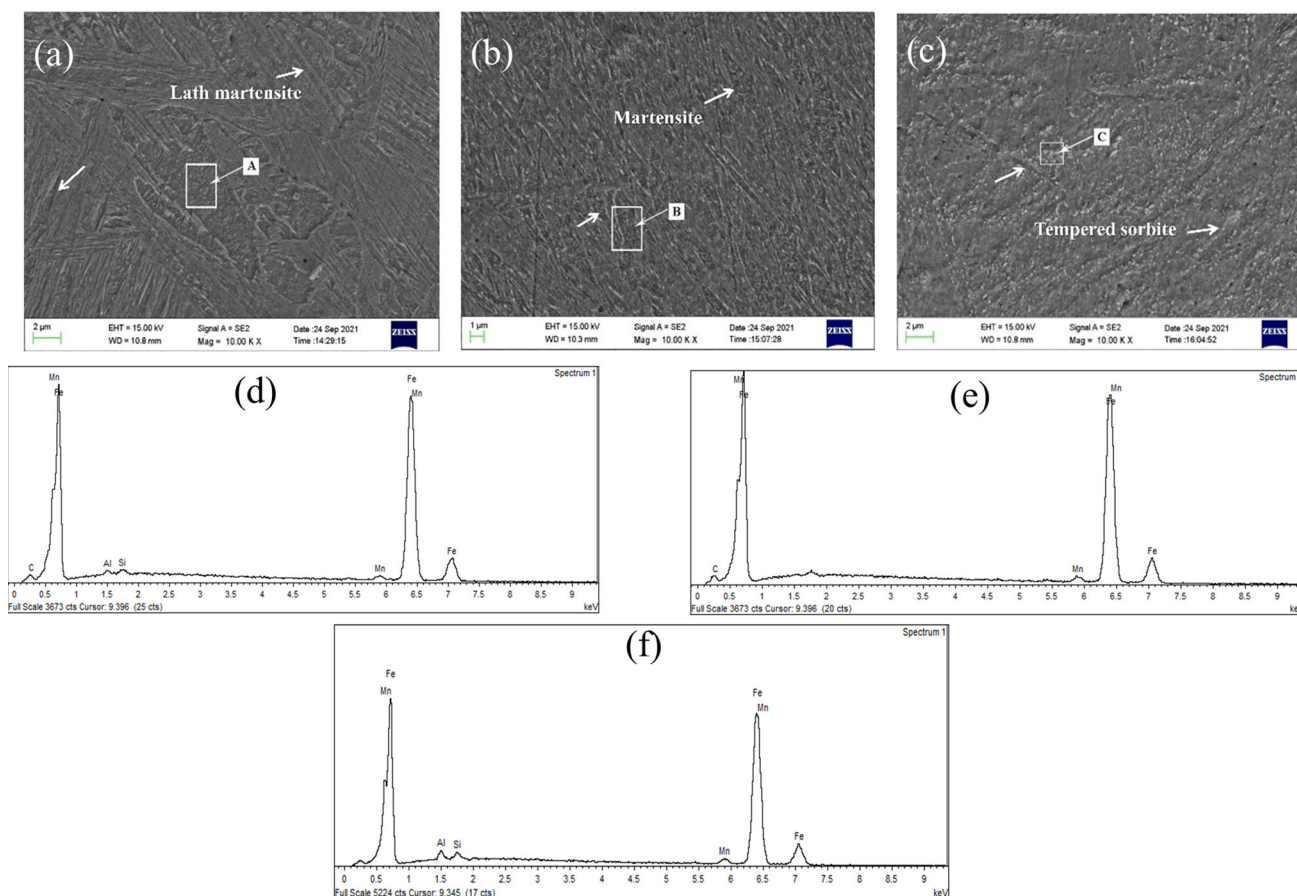 (a)
Lath martensite
A
2 µm
EHT = 15.00 kV
WD = 10.8 mm
Signal A = SE2
Mag = 10.00 K X
Date :24 Sep 2021
Time :14:29:15
ZEISS
(b)
Martensite
B
1 µm
EHT = 15.00 kV
WD = 10.3 mm
Signal A = SE2
Mag = 10.00 K X
Date :24 Sep 2021
Time :15:07:28
ZEISS
(c)
C
Tempered sorbite
2 µm
EHT = 15.00 kV
WD = 10.8 mm
Signal A = SE2
Mag = 10.00 K X
Date :24 Sep 2021
Time :16:04:52
ZEISS
(d)
Spectrum 1
Mn
Fe
Fe
Mn
C
Al
Si
Mn
Fe
0 0.5 1 1.5 2 2.5 3 3.5 4 4.5 5 5.5 6 6.5 7 7.5 8 8.5 9
Full Scale 3673 cts Cursor: 9.396 (25 cts)
keV
(e)
Spectrum
Mn
Fe
Mn
Fe
C
Mn
Fe
0 0.5 1 1.5 2 2.5 3 3.5 4 4.5 5 5.5 6 6.5 7 7.5 8 8.5 9
Full Scale 3673 cts Cursor: 9.396 (20 cts)
ke
(f)
Spectrum 1
Fe
Mn
Fe
Mn
Al
Si
Mn
Fe
0 0.5 1 1.5 2 2.5 3 3.5 4 4.5 5 5.5 6 6.5 7 7.5 8 8.5 9
Full Scale 5224 cts Cursor: 9.345 (17 cts)
keV